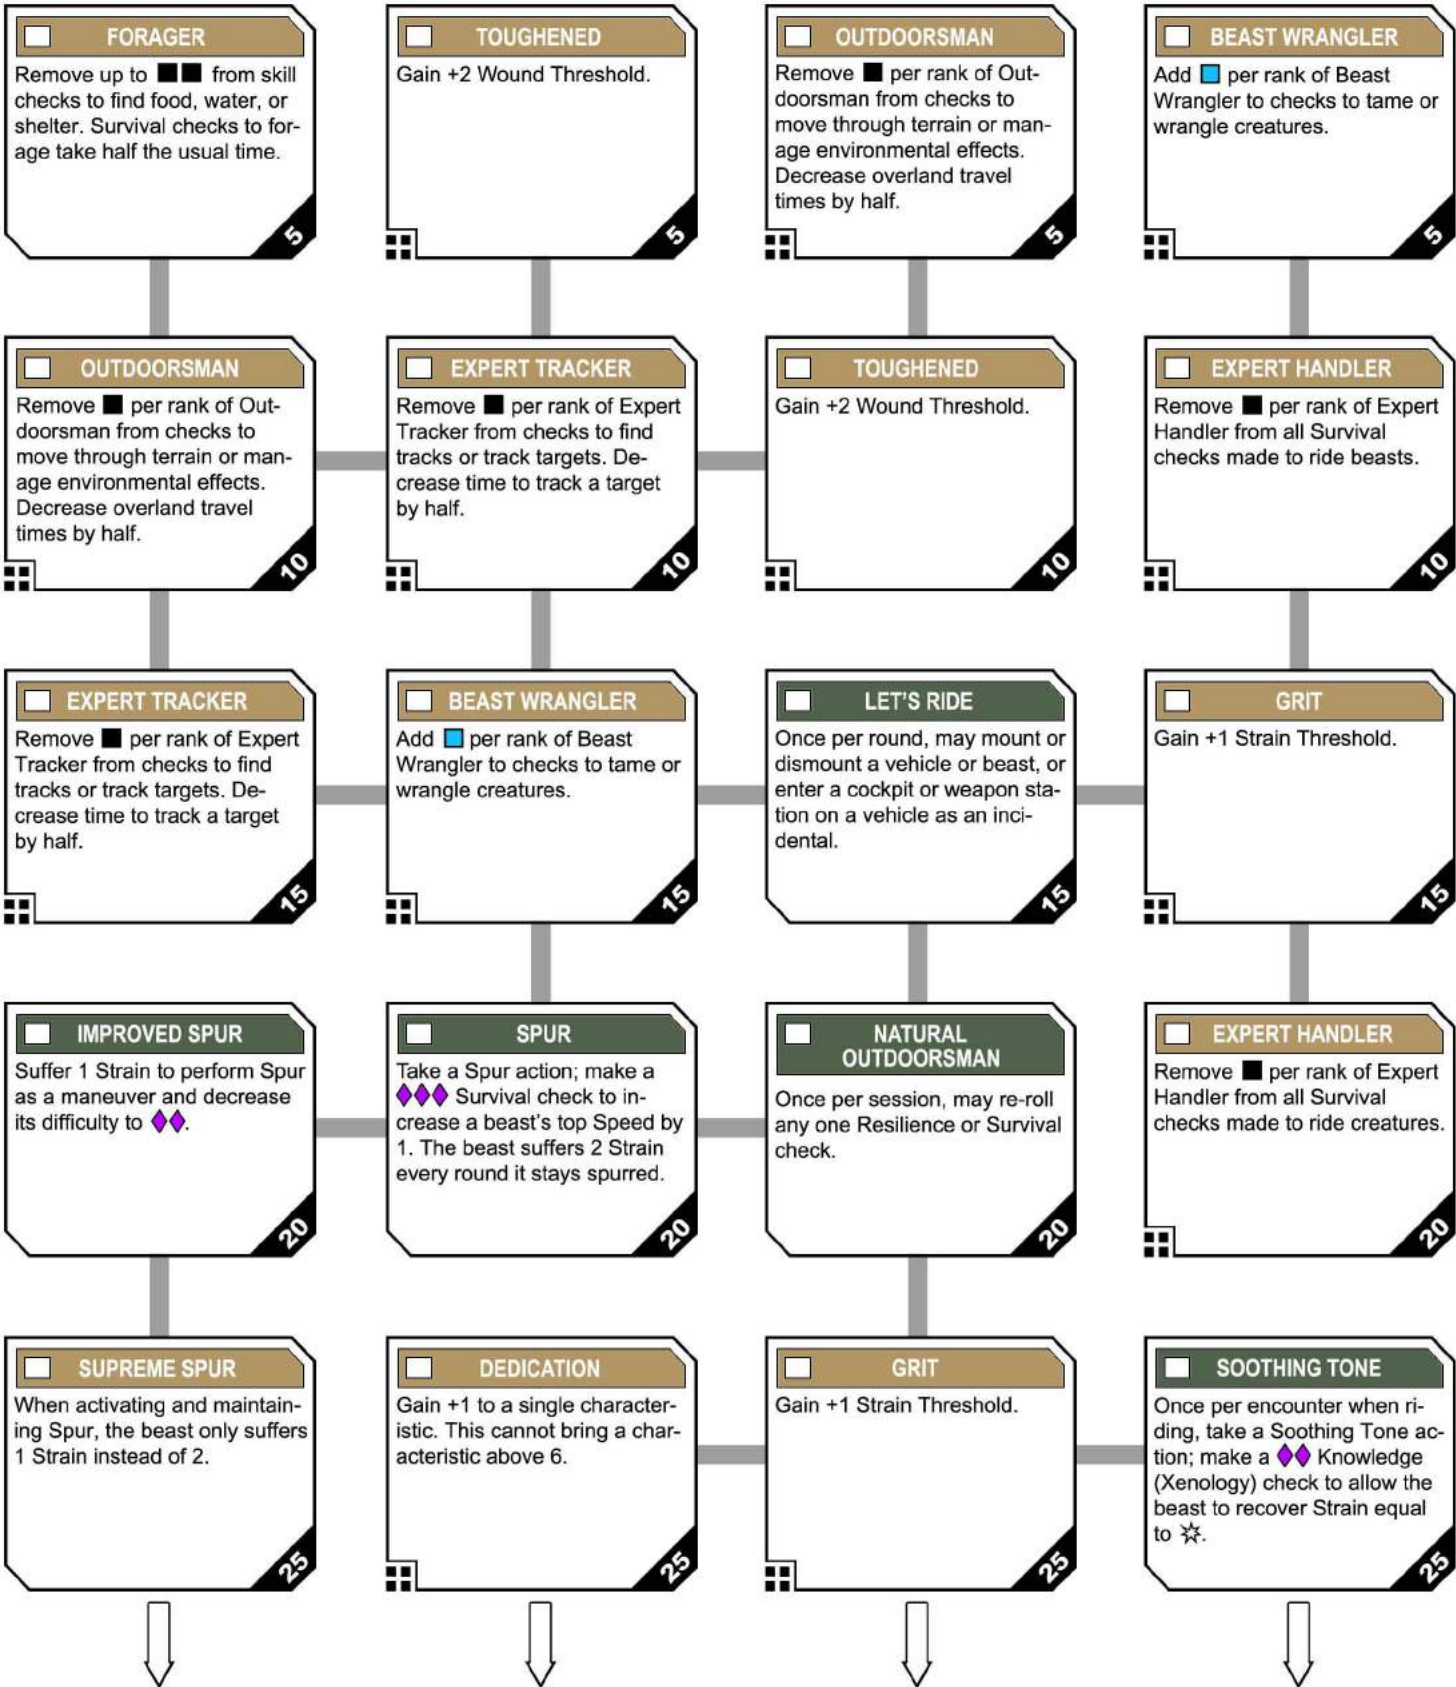 FORAGER
Remove up to from skill
checks to find food, water, or
shelter. Survival checks to for-
age take half the usual time.
5
TOUGHENED
Gain +2 Wound Threshold.
5
OUTDOORSMAN
Remove per rank of Out-
doorsman from checks to
move through terrain or man-
age environmental effects.
Decrease overland travel
times by half.
5
BEAST WRANGLER
Add per rank of Beast
Wrangler to checks to tame or
wrangle creatures.
5
OUTDOORSMAN
Remove per rank of Out-
doorsman from checks to
move through terrain or man-
age environmental effects.
Decrease overland travel
times by half.
10
EXPERT TRACKER
Remove per rank of Expert
Tracker from checks to find
tracks or track targets. De-
crease time to track a target
by half.
10
TOUGHENED
Gain +2 Wound Threshold.
10
EXPERT HANDLER
Remove per rank of Expert
Handler from all Survival
checks made to ride beasts.
10
EXPERT TRACKER
Remove per rank of Expert
Tracker from checks to find
tracks or track targets. De-
crease time to track a target
by half.
15
BEAST WRANGLER
Add per rank of Beast
Wrangler to checks to tame or
wrangle creatures.
15
LET'S RIDE
Once per round, may mount or
dismount a vehicle or beast, or
enter a cockpit or weapon sta-
tion on a vehicle as an inci-
dental.
15
GRIT
Gain +1 Strain Threshold.
15
IMPROVED SPUR
Suffer 1 Strain to perform Spur
as a maneuver and decrease
its difficulty to .
20
SPUR
Take a Spur action; make a
Survival check to in-
crease a beast's top Speed by
1. The beast suffers 2 Strain
every round it stays spurred.
20
NATURAL
OUTDOORSMAN
Once per session, may re-roll
any one Resilience or Survival
check.
20
EXPERT HANDLER
Remove per rank of Expert
Handler from all Survival
checks made to ride creatures.
20
SUPREME SPUR
When activating and maintain-
ing Spur, the beast only suffers
1 Strain instead of 2.
25
DEDICATION
Gain +1 to a single character-
istic. This cannot bring a char-
acteristic above 6.
25
GRIT
Gain +1 Strain Threshold.
25
SOOTHING TONE
Once per encounter when ri-
ding, take a Soothing Tone ac-
tion; make a Knowledge
(Xenology) check to allow the
beast to recover Strain equal
to .
25